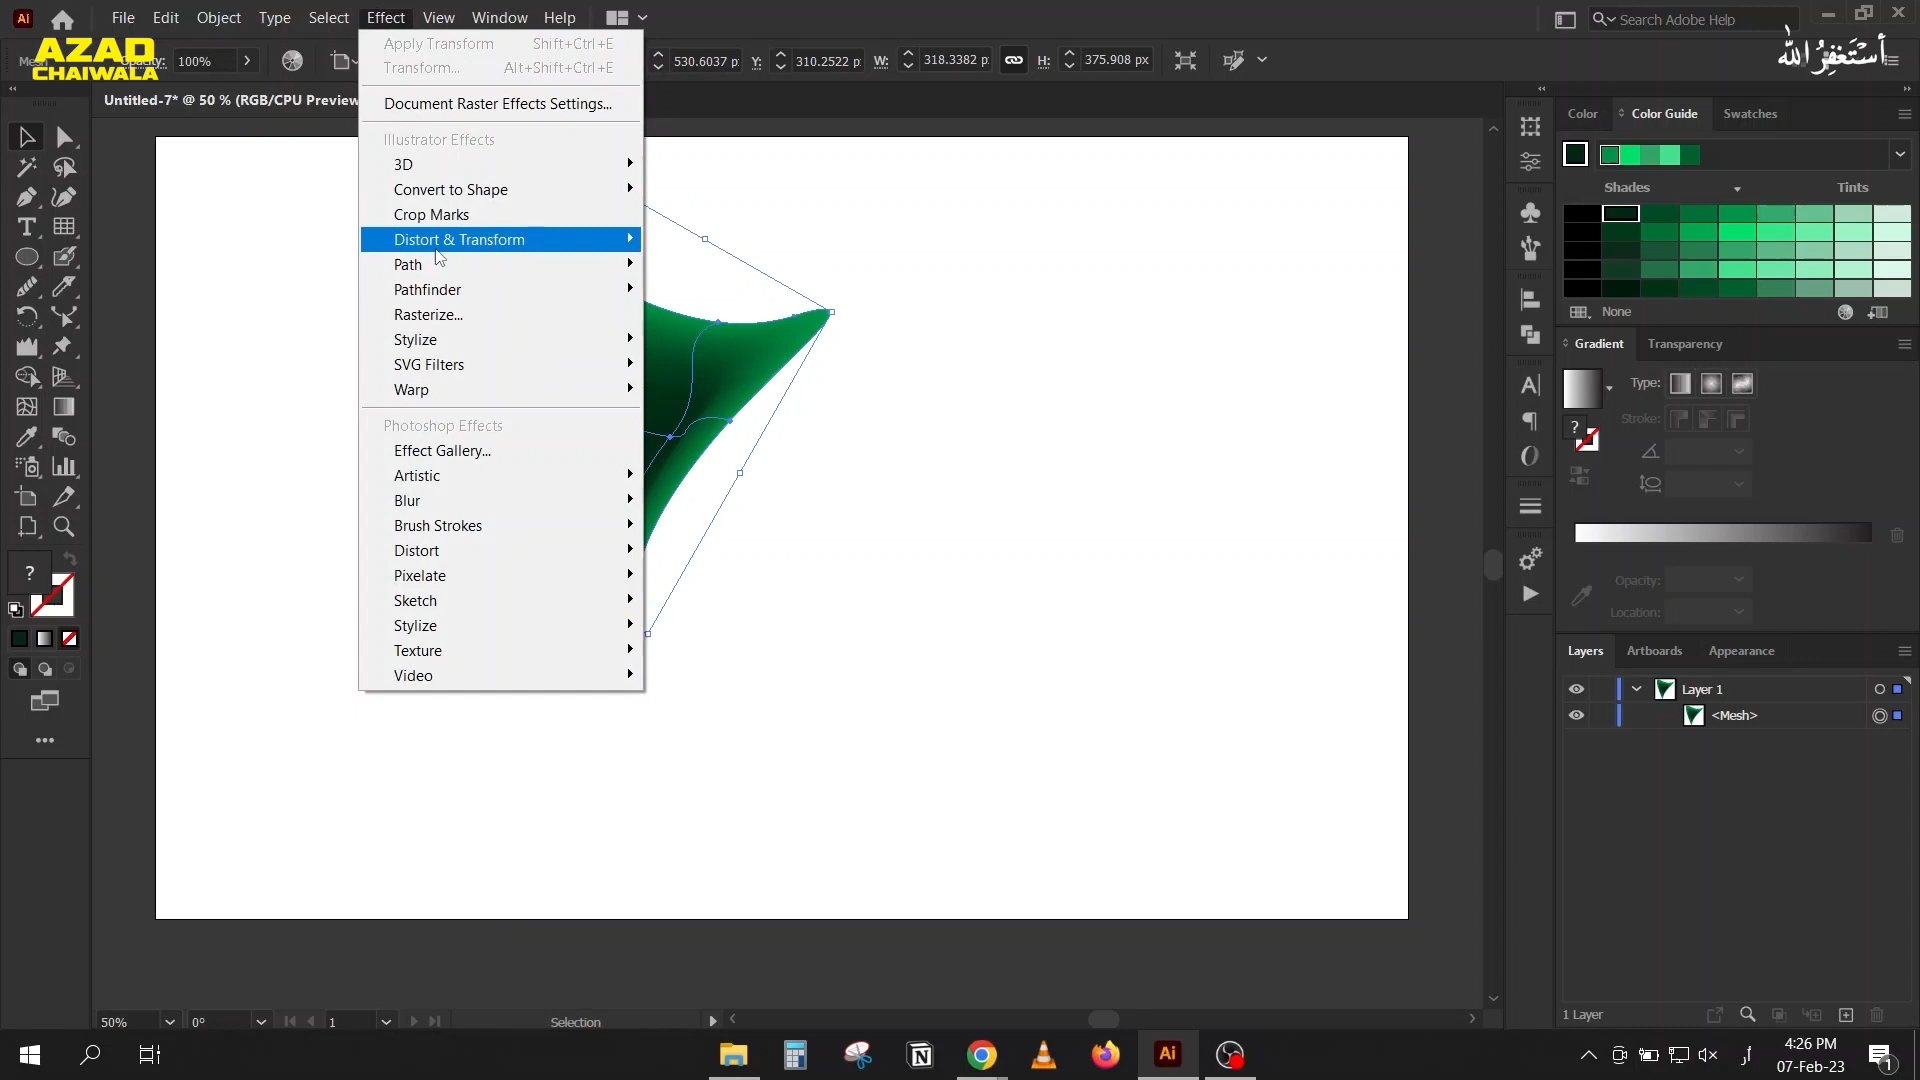 File Edit Object Type Select Effect View Window Help
Search Adobe Help
AZAD
CHAIWALA
أستغفر الله
Opacity: 100%
530.6037 p
Y: 310.2522 p
W: 318.3382 p
H: 375.908 px
Untitled-7* @ 50 % (RGB/CPU Preview
Apply Transform Shift+Ctrl+E
Transform... Alt+Shift+Ctrl+E
Document Raster Effects Settings...
Illustrator Effects
3D
Convert to Shape
Crop Marks
Distort & Transform
Path
Pathfinder
Rasterize...
Stylize
SVG Filters
Warp
Photoshop Effects
Effect Gallery...
Artistic
Blur
Brush Strokes
Distort
Pixelate
Sketch
Stylize
Texture
Video
Color Color Guide Swatches
Shades Tints
None
Gradient Transparency
Type:
Stroke:
Opacity:
Location:
Layers Artboards Appearance
Layer 1
<Mesh>
1 Layer
50% 0° 1 Selection
4:26 PM
07-Feb-23
1